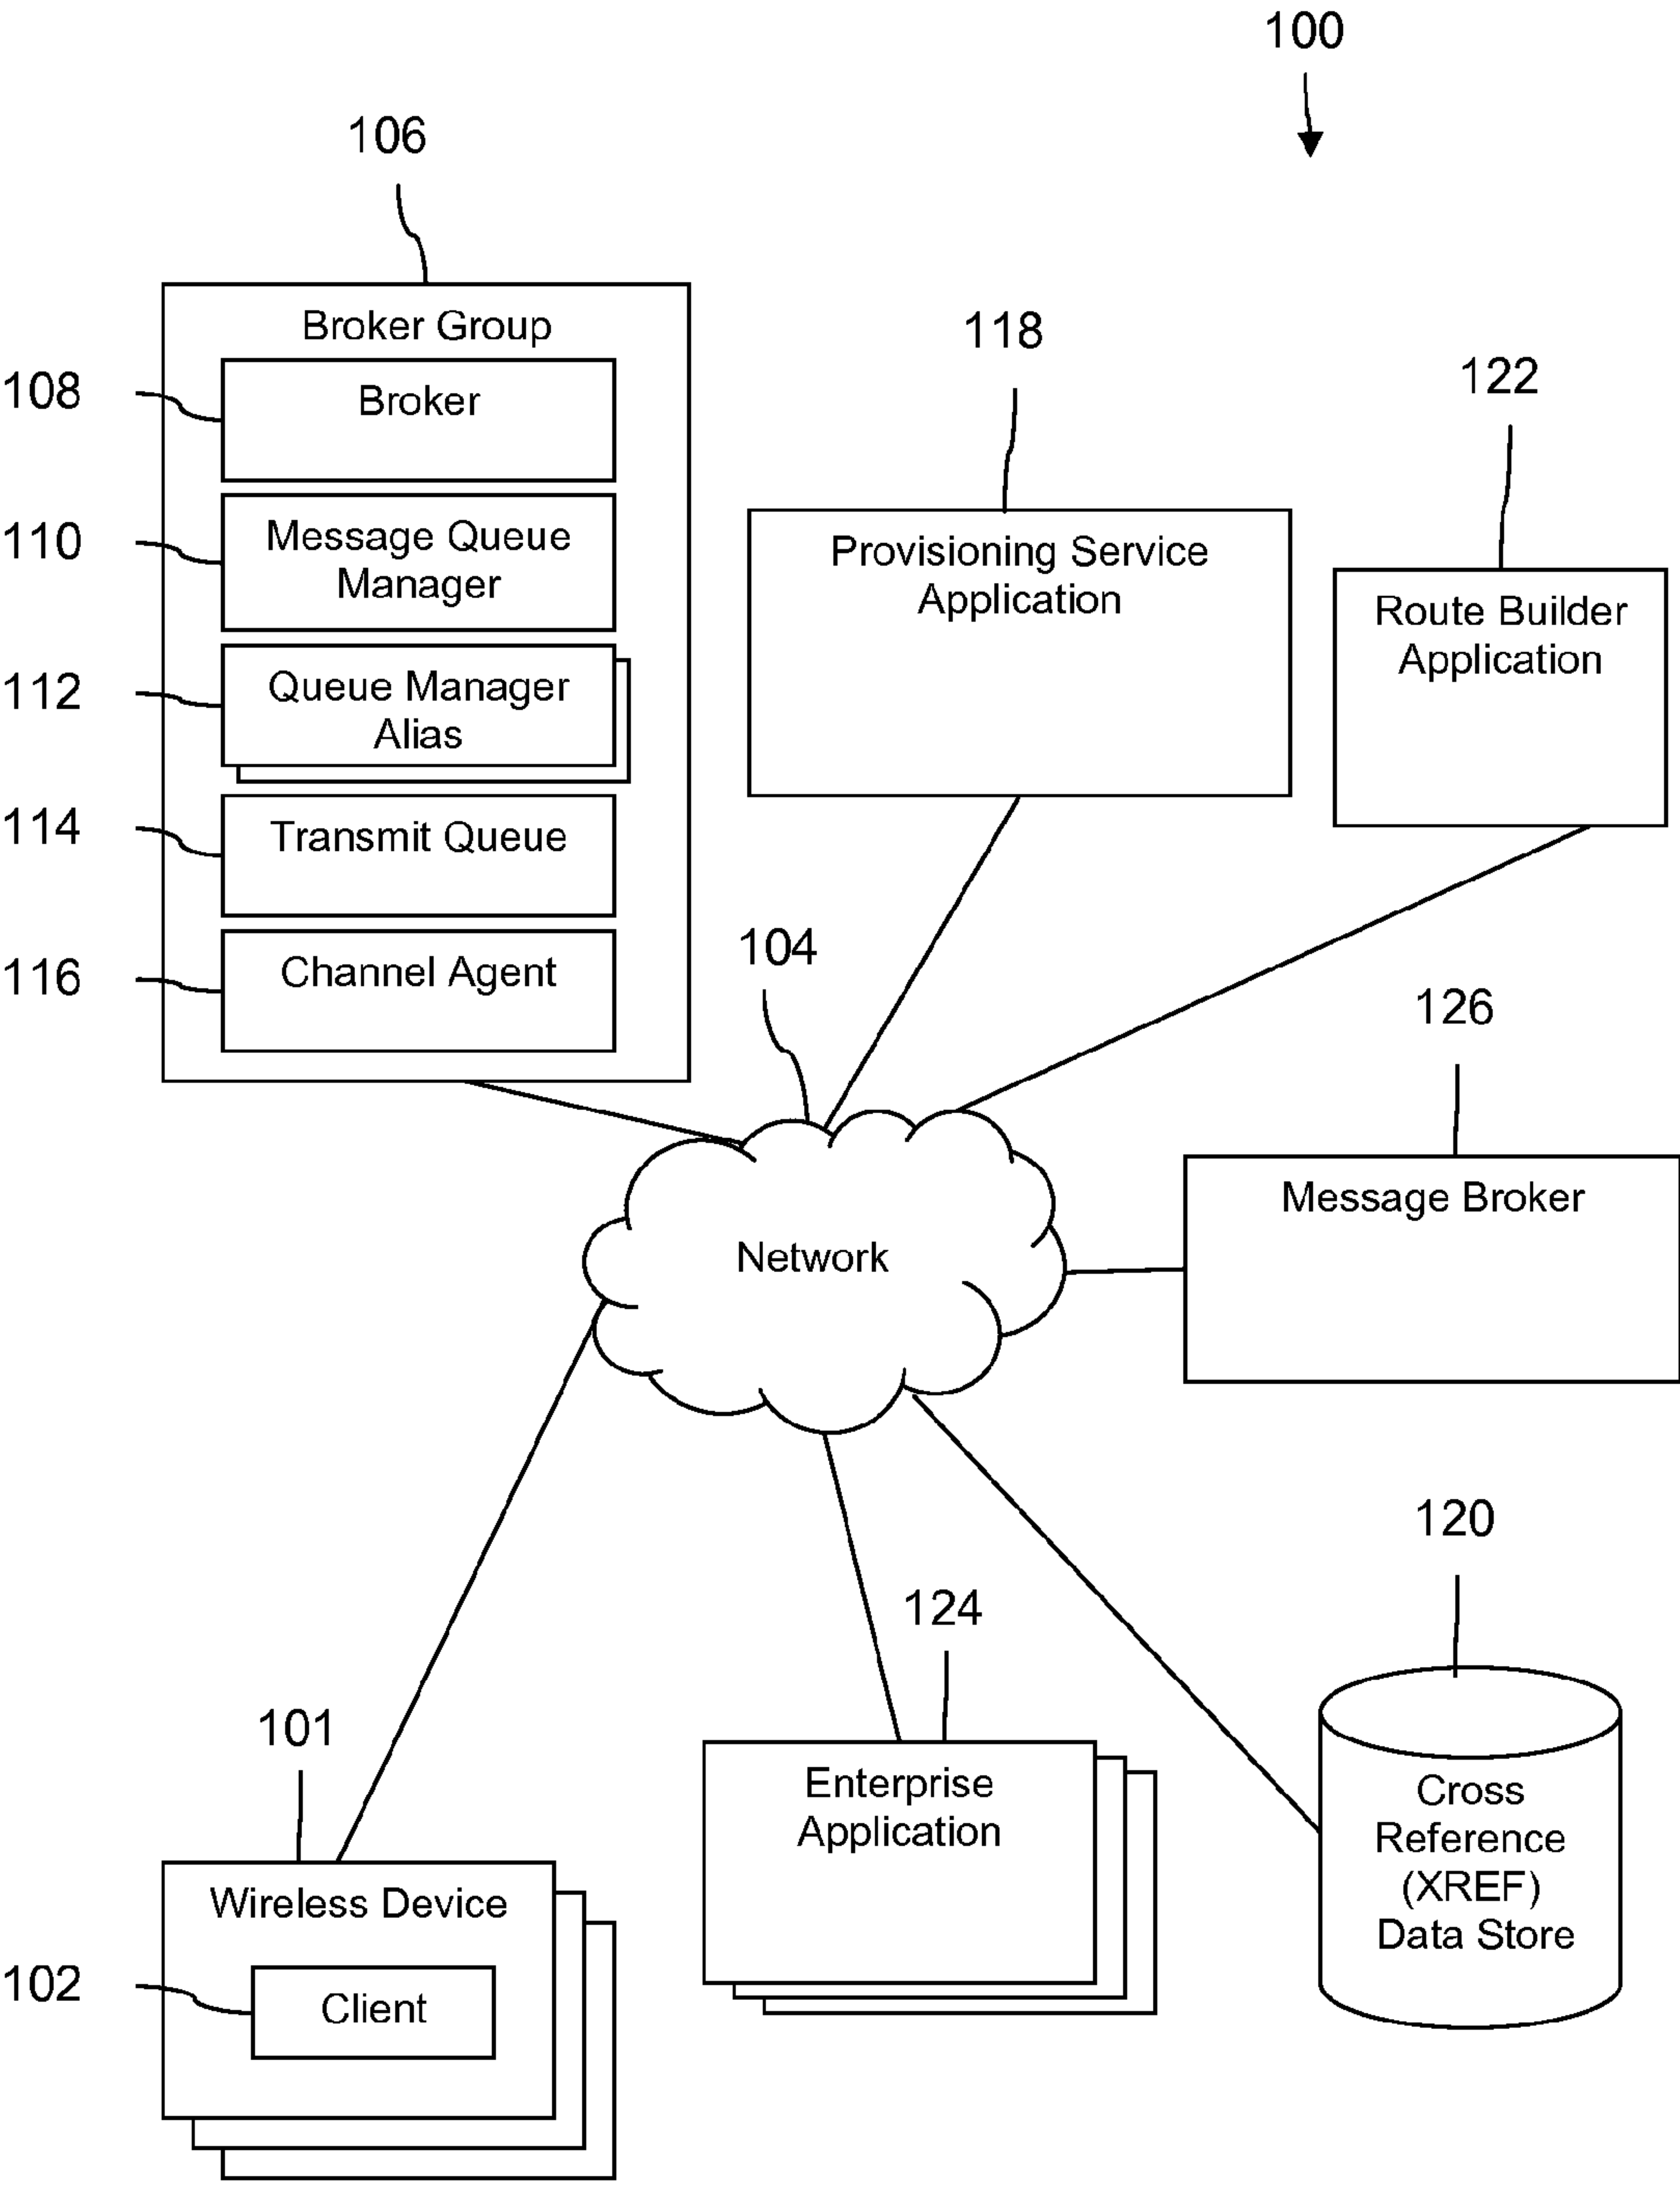 100
106
Broker Group
108
Broker
110
Message Queue
Manager
112
Queue Manager
Alias
114
Transmit Queue
116
Channel Agent
118
Provisioning Service
Application
122
Route Builder
Application
104
Network
126
Message Broker
120
Cross
Reference
(XREF)
Data Store
124
Enterprise
Application
101
Wireless Device
102
Client